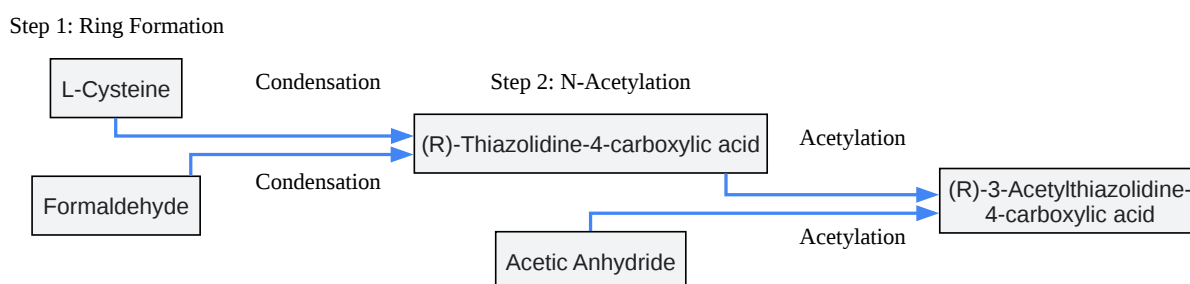 Step 1: Ring Formation
L-Cysteine
Condensation
Step 2: N-Acetylation
(R)-Thiazolidine-4-carboxylic acid
Acetylation
Condensation
Formaldehyde
(R)-3-Acetylthiazolidine-
4-carboxylic acid
Acetylation
Acetic Anhydride